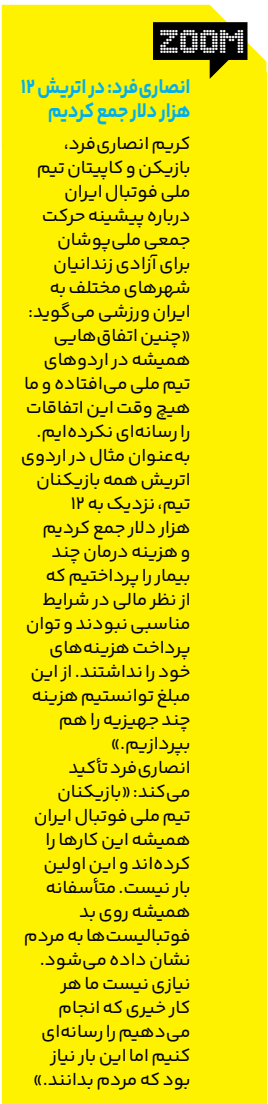 ZOOM
انصاری‌فرد: در اتریش ۱۲
هزار دلار جمع کردیم
کریم انصاری‌فرد،
بازیکن و کاپیتان تیم
ملی فوتبال ایران
درباره پیشینه حرکت
جمعی ملی‌پوشان
برای آزادی زندانیان
شهرهای مختلف به
ایران ورزشی می‌گوید:
«چنین اتفاق‌هایی
همیشه در اردوهای
تیم ملی می‌افتاده و ما
هیچ وقت این اتفاقات
را رسانه‌ای نکرده‌ایم.
به‌عنوان مثال در اردوی
اتریش همه بازیکنان
تیم، نزدیک به ۱۲
هزار دلار جمع کردیم
و هزینه درمان چند
بیمار را پرداختیم که
از نظر مالی در شرایط
مناسبی نبودند و توان
پرداخت هزینه‌های
خود را نداشتند. از این
مبلغ توانستیم هزینه
چند جهیزیه را هم
بپردازیم.»
انصاری‌فرد تأکید
می‌کند: «بازیکنان
تیم ملی فوتبال ایران
همیشه این کارها را
کرده‌اند و این اولین
بار نیست. متأسفانه
همیشه روی بد
فوتبالیست‌ها به مردم
نشان داده می‌شود.
نیازی نیست ما هر
کار خیری که انجام
می‌دهیم را رسانه‌ای
کنیم اما این بار نیاز
بود که مردم بدانند.»